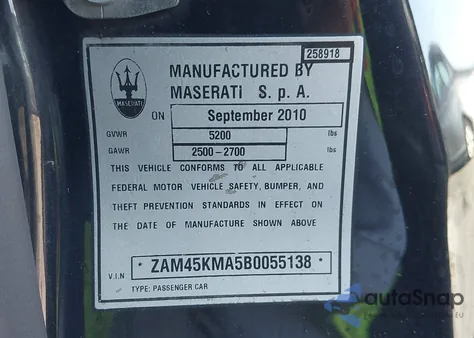 258918
MASERATI
MANUFACTURED BY
MASERATI S. p A.
ON September 2010
GVWR 5200 lbs
GAWR 2500-2700 lbs
THIS VEHICLE CONFORMS TO ALL APPLICABLE
FEDERAL MOTOR VEHICLE SAFETY, BUMPER, AND
THEFT PREVENTION STANDARDS IN EFFECT ON
THE DATE OF MANUFACTURE SHOWN ABOVE
V.I.N * ZAM45KMA5B0055138 *
TYPE: PASSENGER CAR
autoSnap